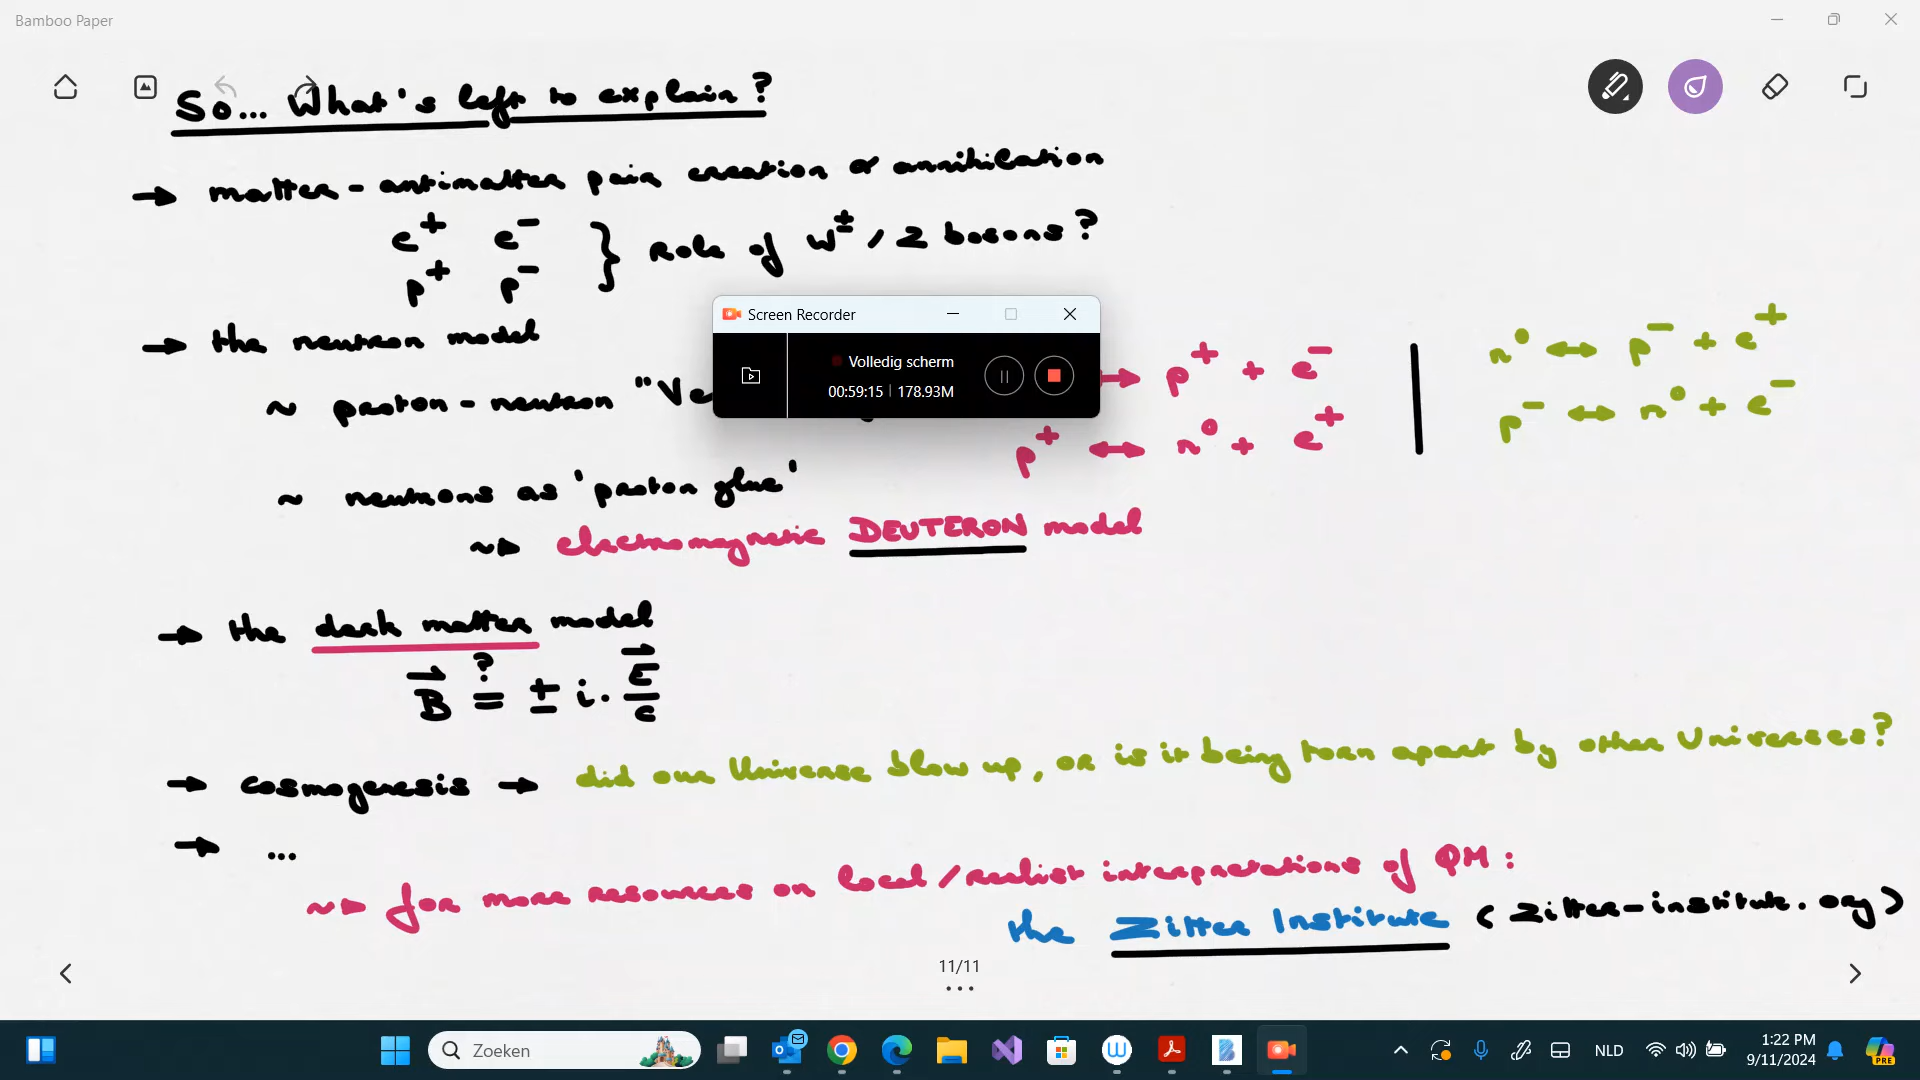 Bamboo Paper
So... What's left to explain?
→ matter-antimatter pair creation or annihilation
e⁺ e⁻ } Role of W±/Z bosons?
p⁺ p⁻
Screen Recorder
Volledig scherm
00:59:15 | 178.93M
→ the neutron model
~ proton-neutron "Ve
→ p⁺ + e⁻ | n⁰ ↔ p⁻ + e⁺
p⁺ ↔ n⁰ + e⁺ | p⁻ ↔ n⁰ + e⁻
~ neutrons as 'proton glue'
~▸ electromagnetic DEUTERON model
→ the dark matter model
B⃗ ?= ± i · E⃗/c
→ cosmogenesis → did our Universe blow up, or is it being torn apart by other Universes?
→ ...
~▸ for more resources on local/realist interpretations of QM:
the Zitter Institute (zitter-institute.org)
11/11
Zoeken
NLD
1:22 PM
9/11/2024
PRE